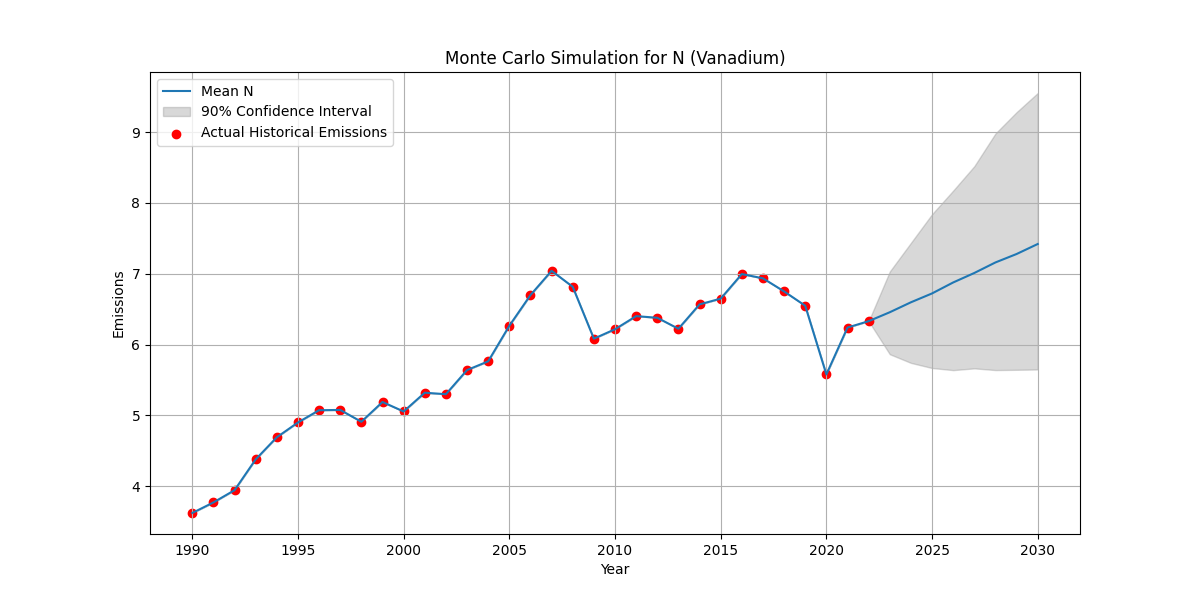 Monte Carlo Simulation for N (Vanadium)
Mean N
90% Confidence Interval
Actual Historical Emissions
Emissions
9
8
7
6
5
4
1990 1995 2000 2005 2010 2015 2020 2025 2030
Year